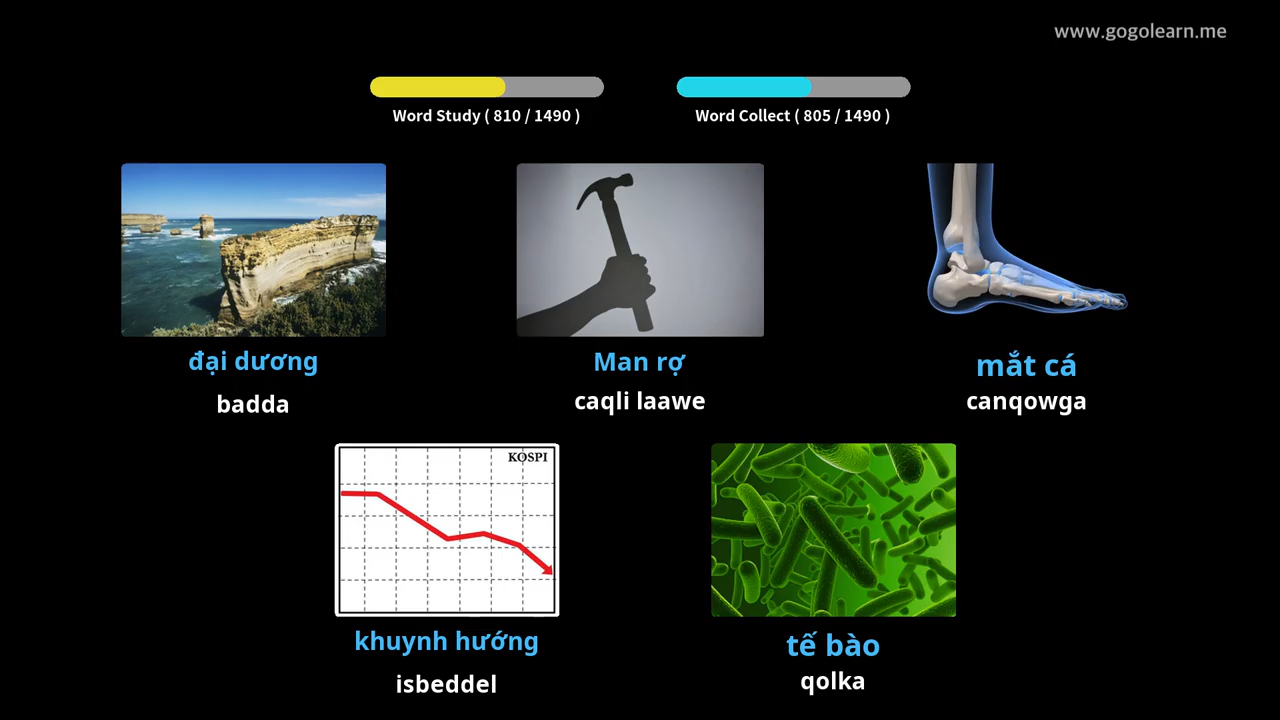 www.gogolearn.me
Word Study ( 810 / 1490 )
Word Collect ( 805 / 1490 )
đại dương
badda
Man rợ
caqli laawe
mắt cá
canqowga
KOSPI
khuynh hướng
isbeddel
tế bào
qolka